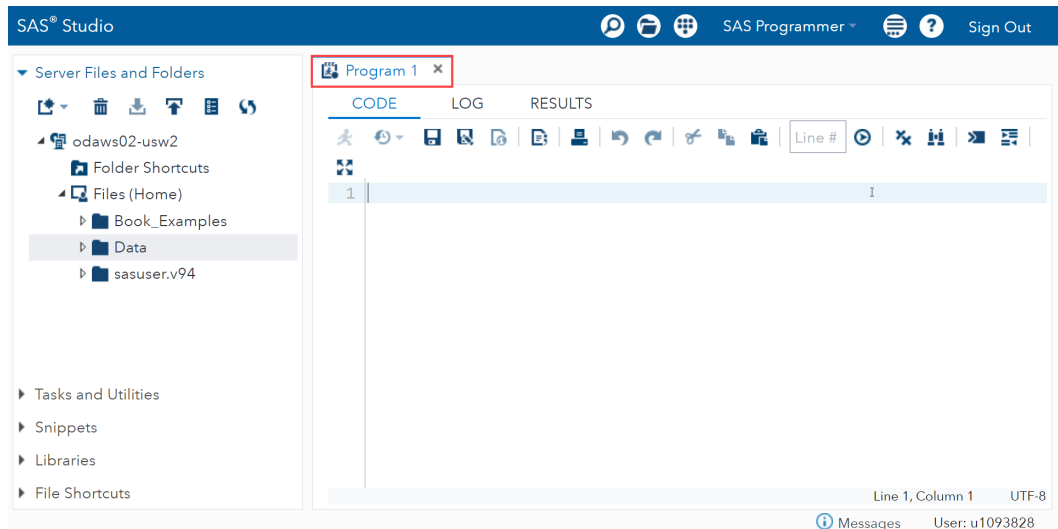 SAS® Studio
SAS Programmer
Sign Out
Server Files and Folders
odaws02-usw2
Folder Shortcuts
Files (Home)
Book_Examples
Data
sasuser.v94
Tasks and Utilities
Snippets
Libraries
File Shortcuts
Program 1
CODE LOG RESULTS
Line #
1
Line 1, Column 1 UTF-8
Messages User: u1093828